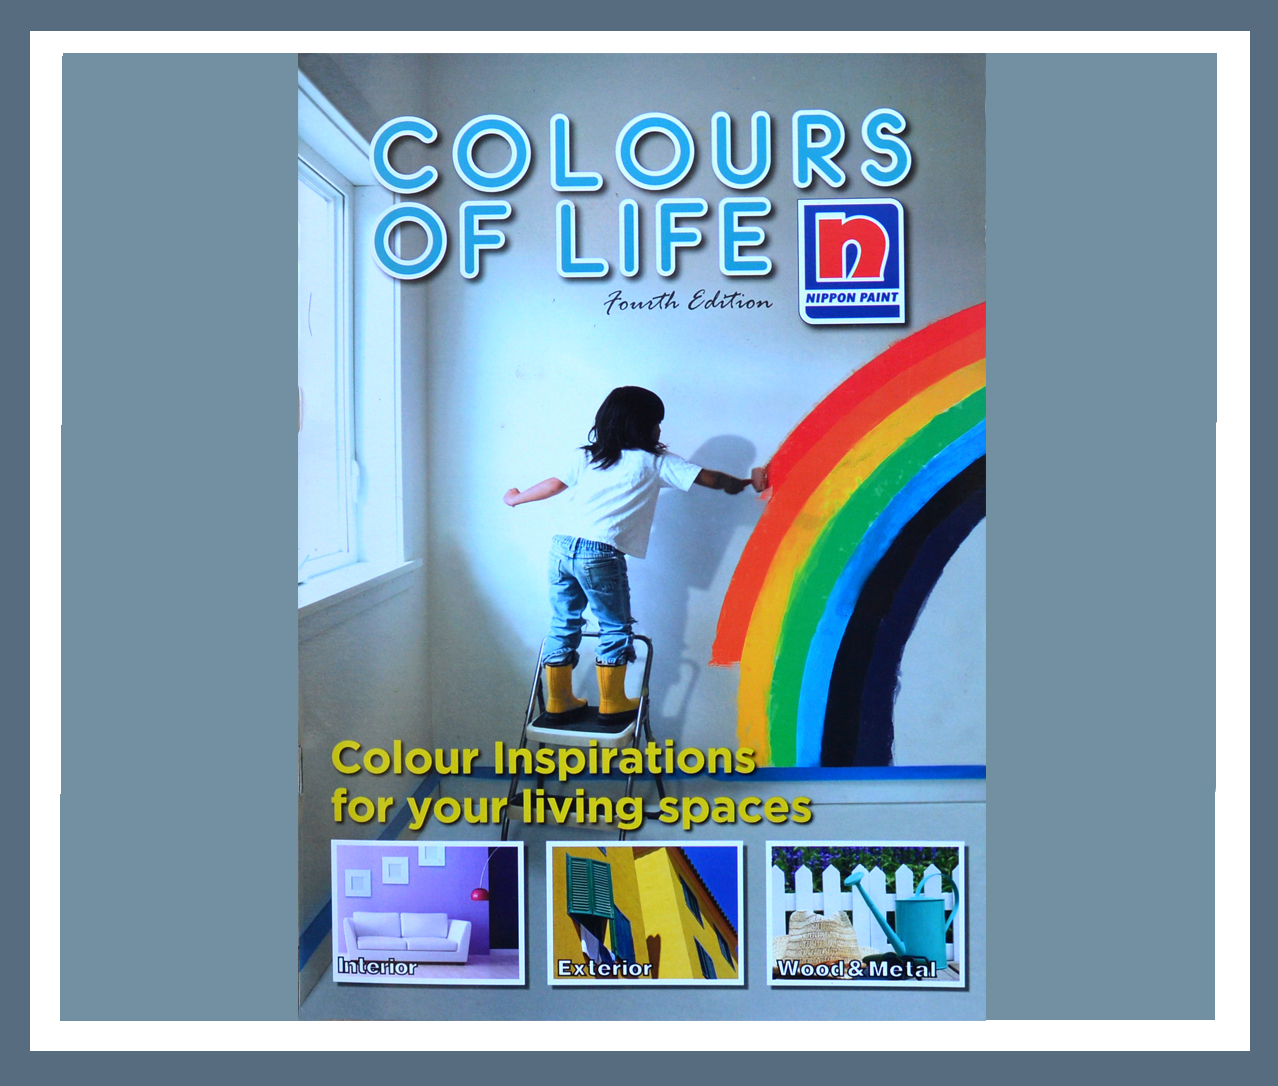 COLOURS
OF LIFE
n
NIPPON PAINT
Fourth Edition
Colour Inspirations
for your living spaces
Interior
Exterior
Wood & Metal